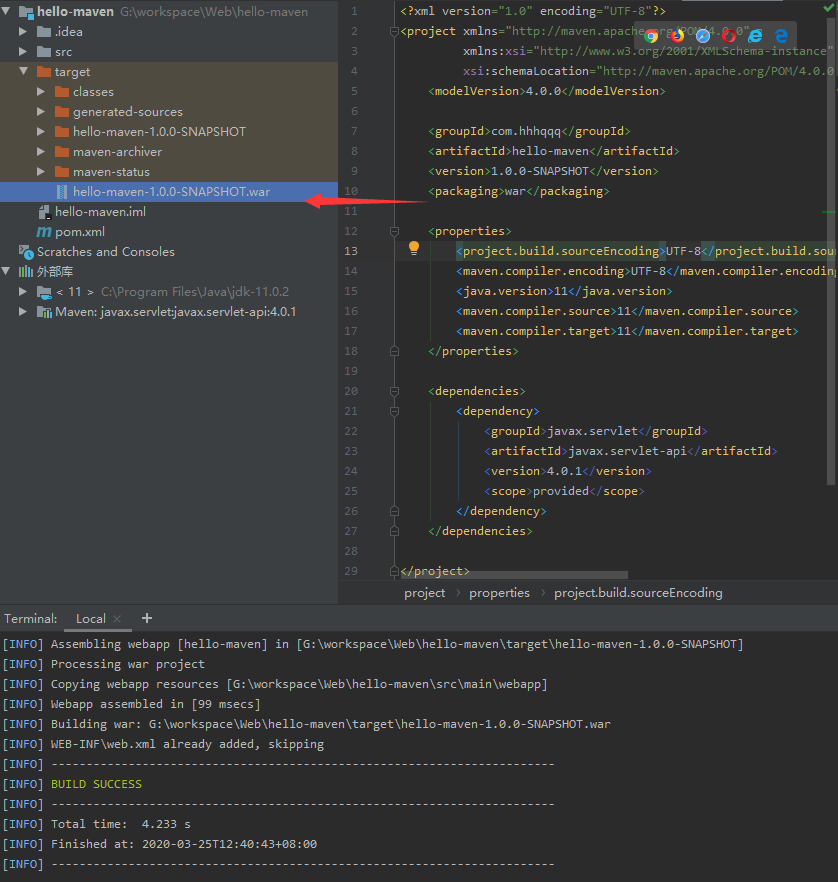 hello-maven G:\workspace\Web\hello-maven
.idea
src
target
classes
generated-sources
hello-maven-1.0.0-SNAPSHOT
maven-archiver
maven-status
hello-maven-1.0.0-SNAPSHOT.war
hello-maven.iml
pom.xml
Scratches and Consoles
外部库
< 11 > C:\Program Files\Java\jdk-11.0.2
Maven: javax.servlet:javax.servlet-api:4.0.1
1 <?xml version="1.0" encoding="UTF-8"?>
2 <project xmlns="http://maven.apache.org/POM/4.0.0"
3 xmlns:xsi="http://www.w3.org/2001/XMLSchema-instance"
4 xsi:schemaLocation="http://maven.apache.org/POM/4.0.0
5 <modelVersion>4.0.0</modelVersion>
6
7 <groupId>com.hhhqqq</groupId>
8 <artifactId>hello-maven</artifactId>
9 <version>1.0.0-SNAPSHOT</version>
10 <packaging>war</packaging>
11
12 <properties>
13 <project.build.sourceEncoding>UTF-8</project.build.sou
14 <maven.compiler.encoding>UTF-8</maven.compiler.encoding
15 <java.version>11</java.version>
16 <maven.compiler.source>11</maven.compiler.source>
17 <maven.compiler.target>11</maven.compiler.target>
18 </properties>
19
20 <dependencies>
21 <dependency>
22 <groupId>javax.servlet</groupId>
23 <artifactId>javax.servlet-api</artifactId>
24 <version>4.0.1</version>
25 <scope>provided</scope>
26 </dependency>
27 </dependencies>
28
29 </project>
project › properties › project.build.sourceEncoding
Terminal: Local × +
[INFO] Assembling webapp [hello-maven] in [G:\workspace\Web\hello-maven\target\hello-maven-1.0.0-SNAPSHOT]
[INFO] Processing war project
[INFO] Copying webapp resources [G:\workspace\Web\hello-maven\src\main\webapp]
[INFO] Webapp assembled in [99 msecs]
[INFO] Building war: G:\workspace\Web\hello-maven\target\hello-maven-1.0.0-SNAPSHOT.war
[INFO] WEB-INF\web.xml already added, skipping
[INFO] ------------------------------------------------------------------------
[INFO] BUILD SUCCESS
[INFO] ------------------------------------------------------------------------
[INFO] Total time:  4.233 s
[INFO] Finished at: 2020-03-25T12:40:43+08:00
[INFO] ------------------------------------------------------------------------